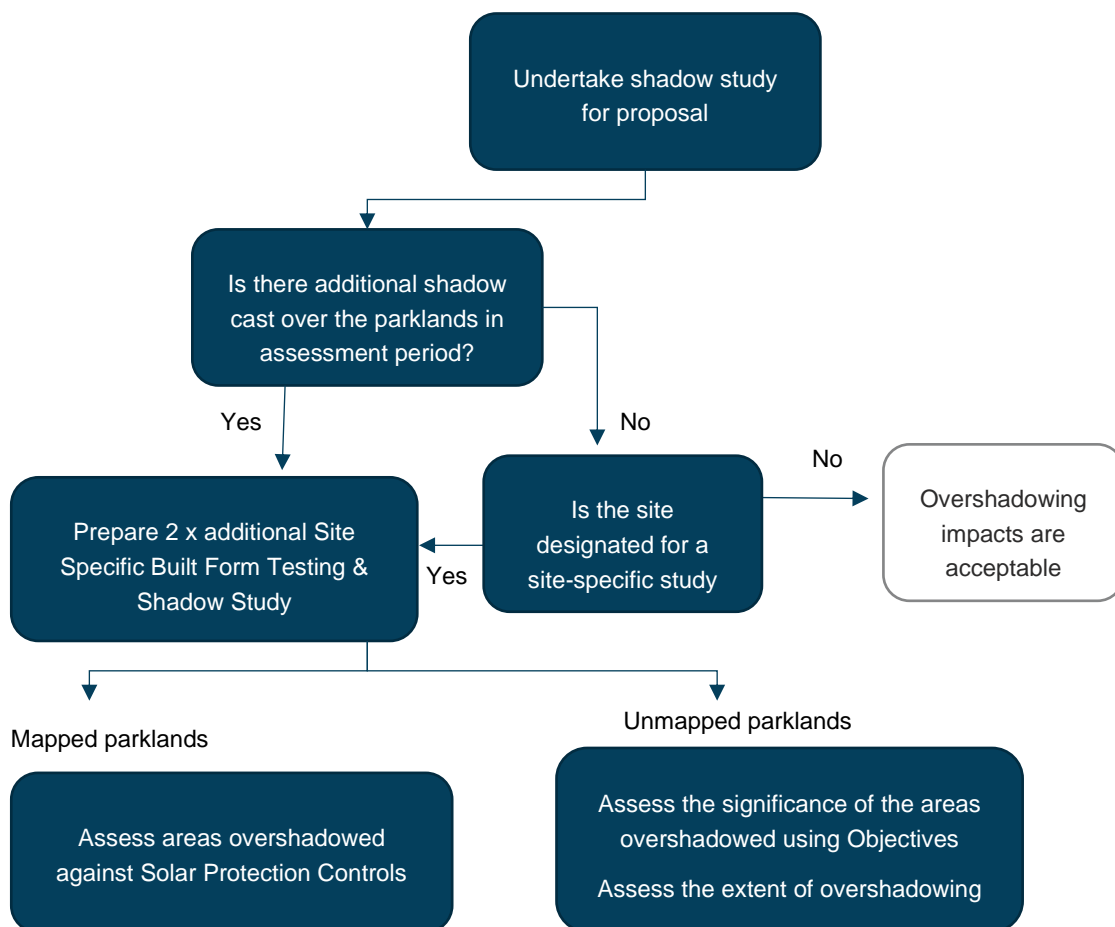 Undertake shadow study
for proposal
Is there additional shadow
cast over the parklands in
assessment period?
Yes
No
No
Prepare 2 x additional Site
Specific Built Form Testing &
Shadow Study
Yes
Is the site
designated for a
site-specific study
Overshadowing
impacts are
acceptable
Mapped parklands
Unmapped parklands
Assess areas overshadowed
against Solar Protection Controls
Assess the significance of the areas
overshadowed using Objectives
Assess the extent of overshadowing